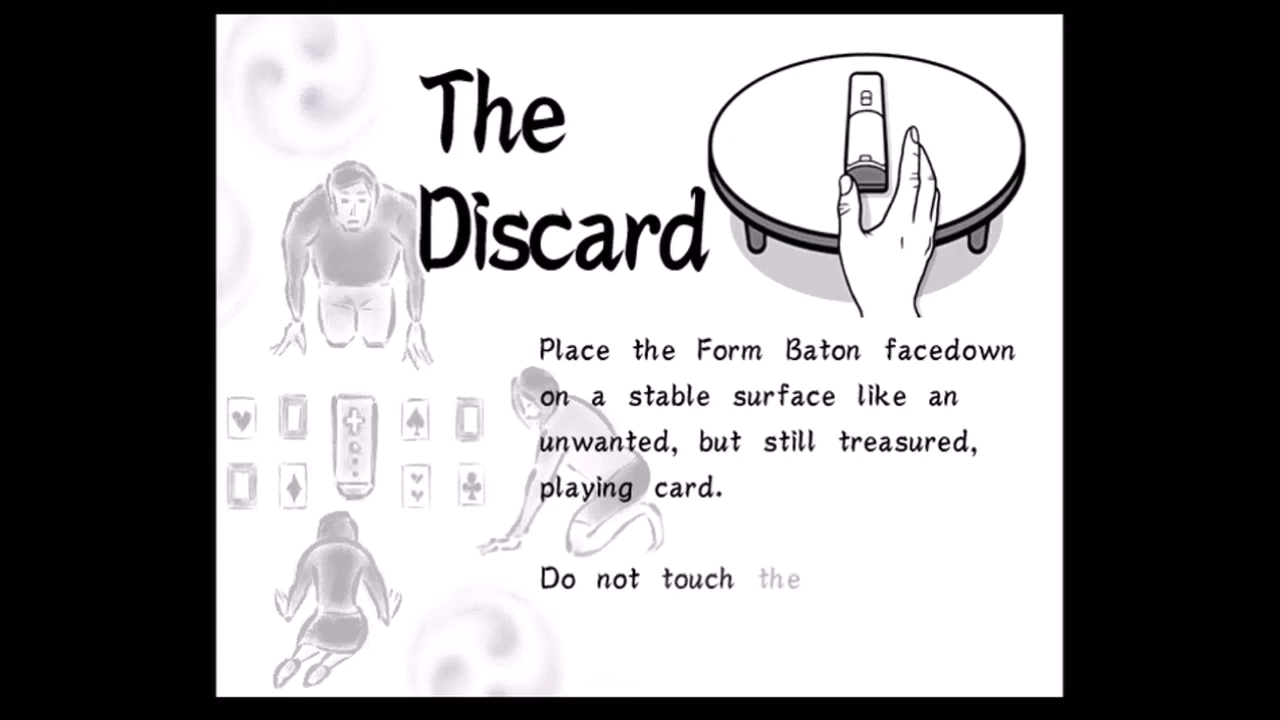 The
Discard
Place the Form Baton facedown
on a stable surface like an
unwanted, but still treasured,
playing card.
Do not touch the